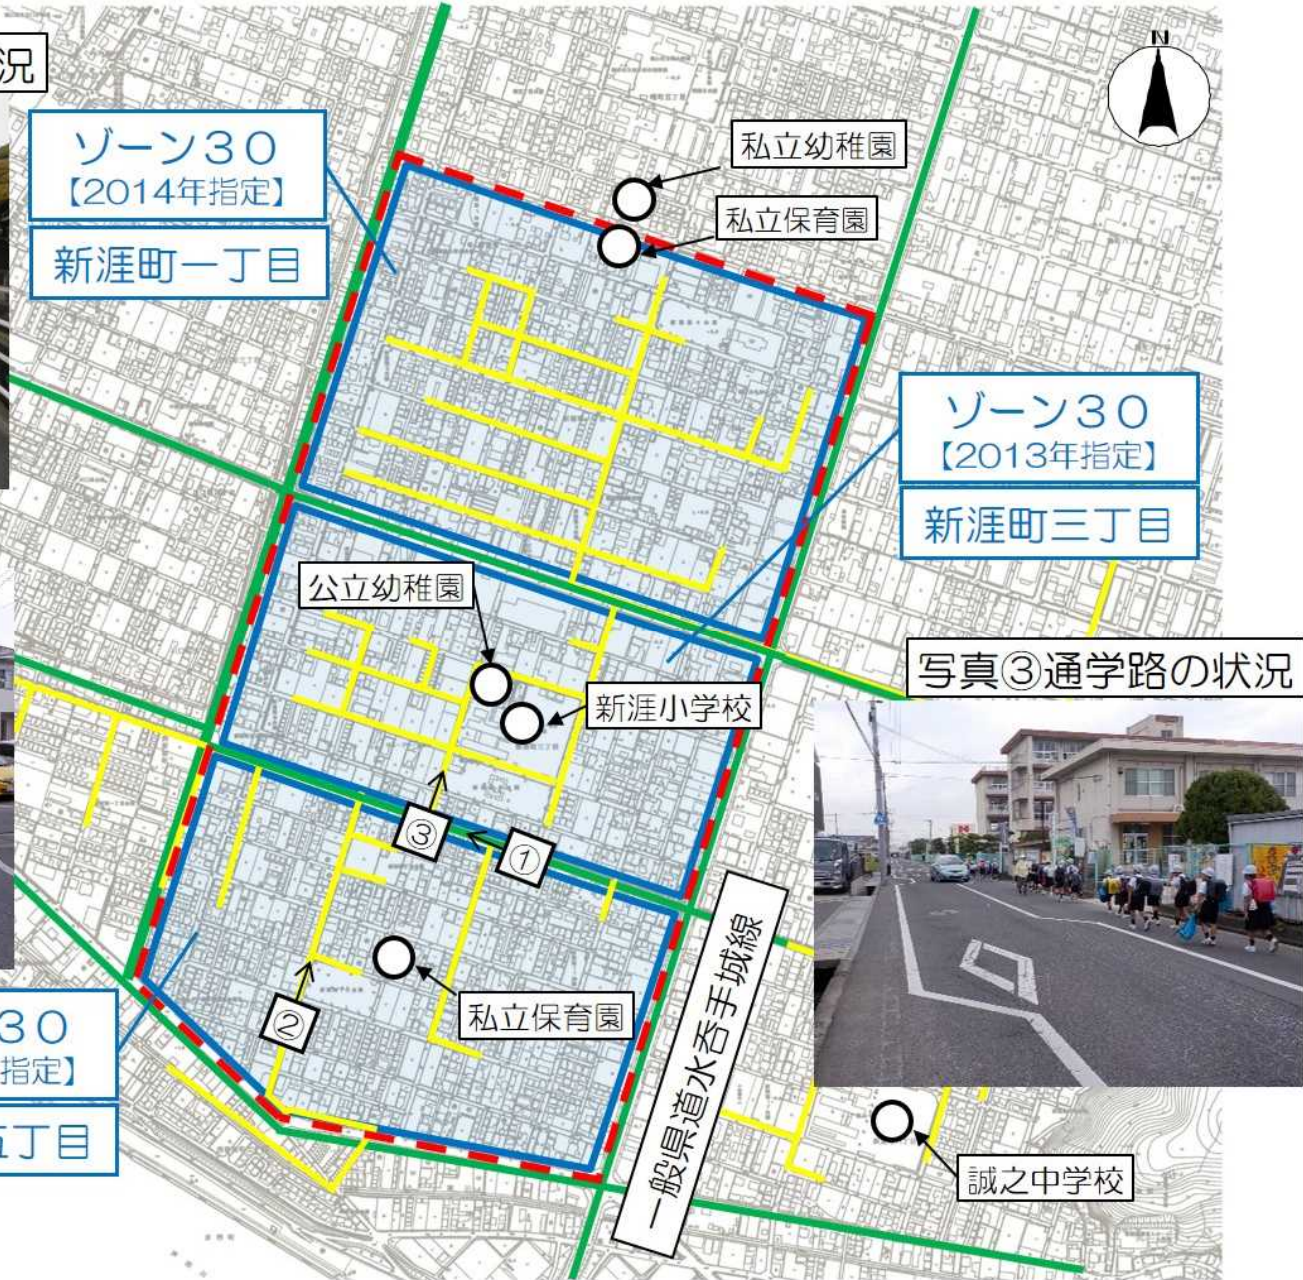 況
N
ゾーン30
【2014年指定】
新涯町一丁目
私立幼稚園
私立保育園
ゾーン30
【2013年指定】
新涯町三丁目
公立幼稚園
新涯小学校
写真③通学路の状況
③
①
②
私立保育園
一般県道水呑手城線
30
指定】
五丁目
誠之中学校